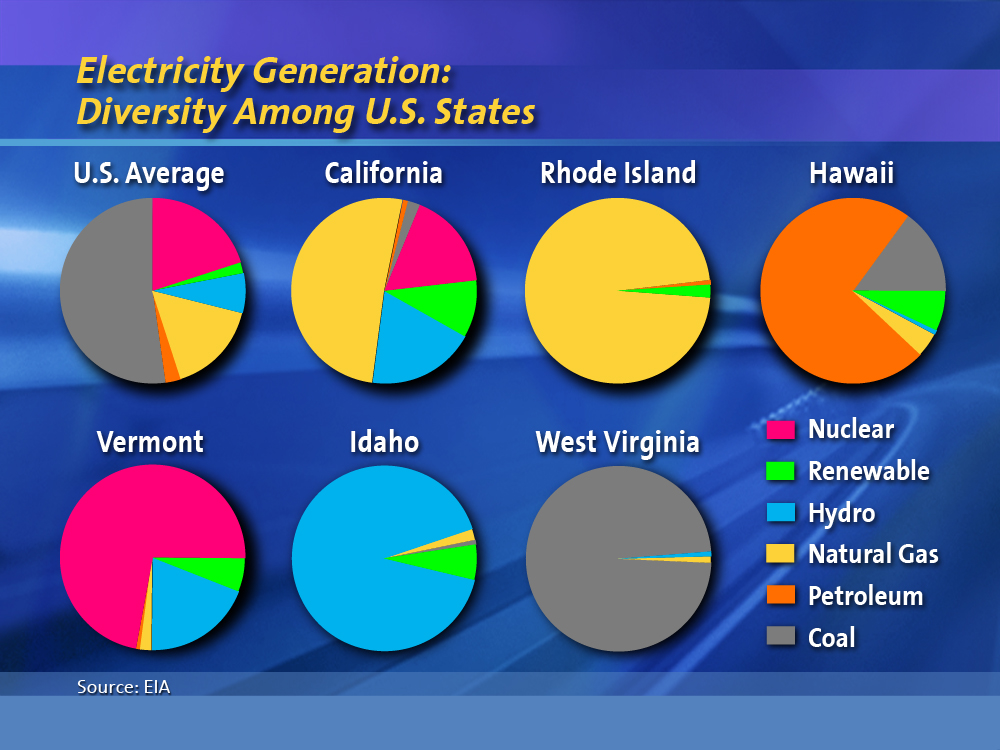 Electricity Generation:
Diversity Among U.S. States
U.S. Average
California
Rhode Island
Hawaii
Vermont
Idaho
West Virginia
Nuclear
Renewable
Hydro
Natural Gas
Petroleum
Coal
Source: EIA